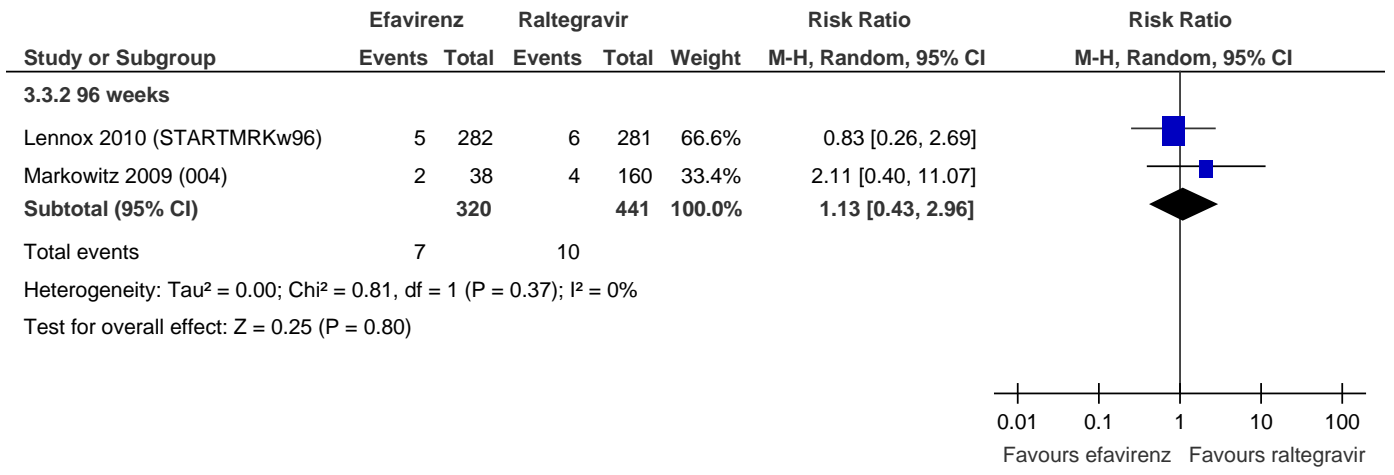 Efavirenz Raltegravir Risk Ratio Risk Ratio
Study or Subgroup Events Total Events Total Weight M-H, Random, 95% CI M-H, Random, 95% CI
3.3.2 96 weeks
Lennox 2010 (STARTMRKw96) 5 282 6 281 66.6% 0.83 [0.26, 2.69]
Markowitz 2009 (004) 2 38 4 160 33.4% 2.11 [0.40, 11.07]
Subtotal (95% CI) 320 441 100.0% 1.13 [0.43, 2.96]
Total events 7 10
Heterogeneity: Tau² = 0.00; Chi² = 0.81, df = 1 (P = 0.37); I² = 0%
Test for overall effect: Z = 0.25 (P = 0.80)
0.01 0.1 1 10 100
Favours efavirenz Favours raltegravir